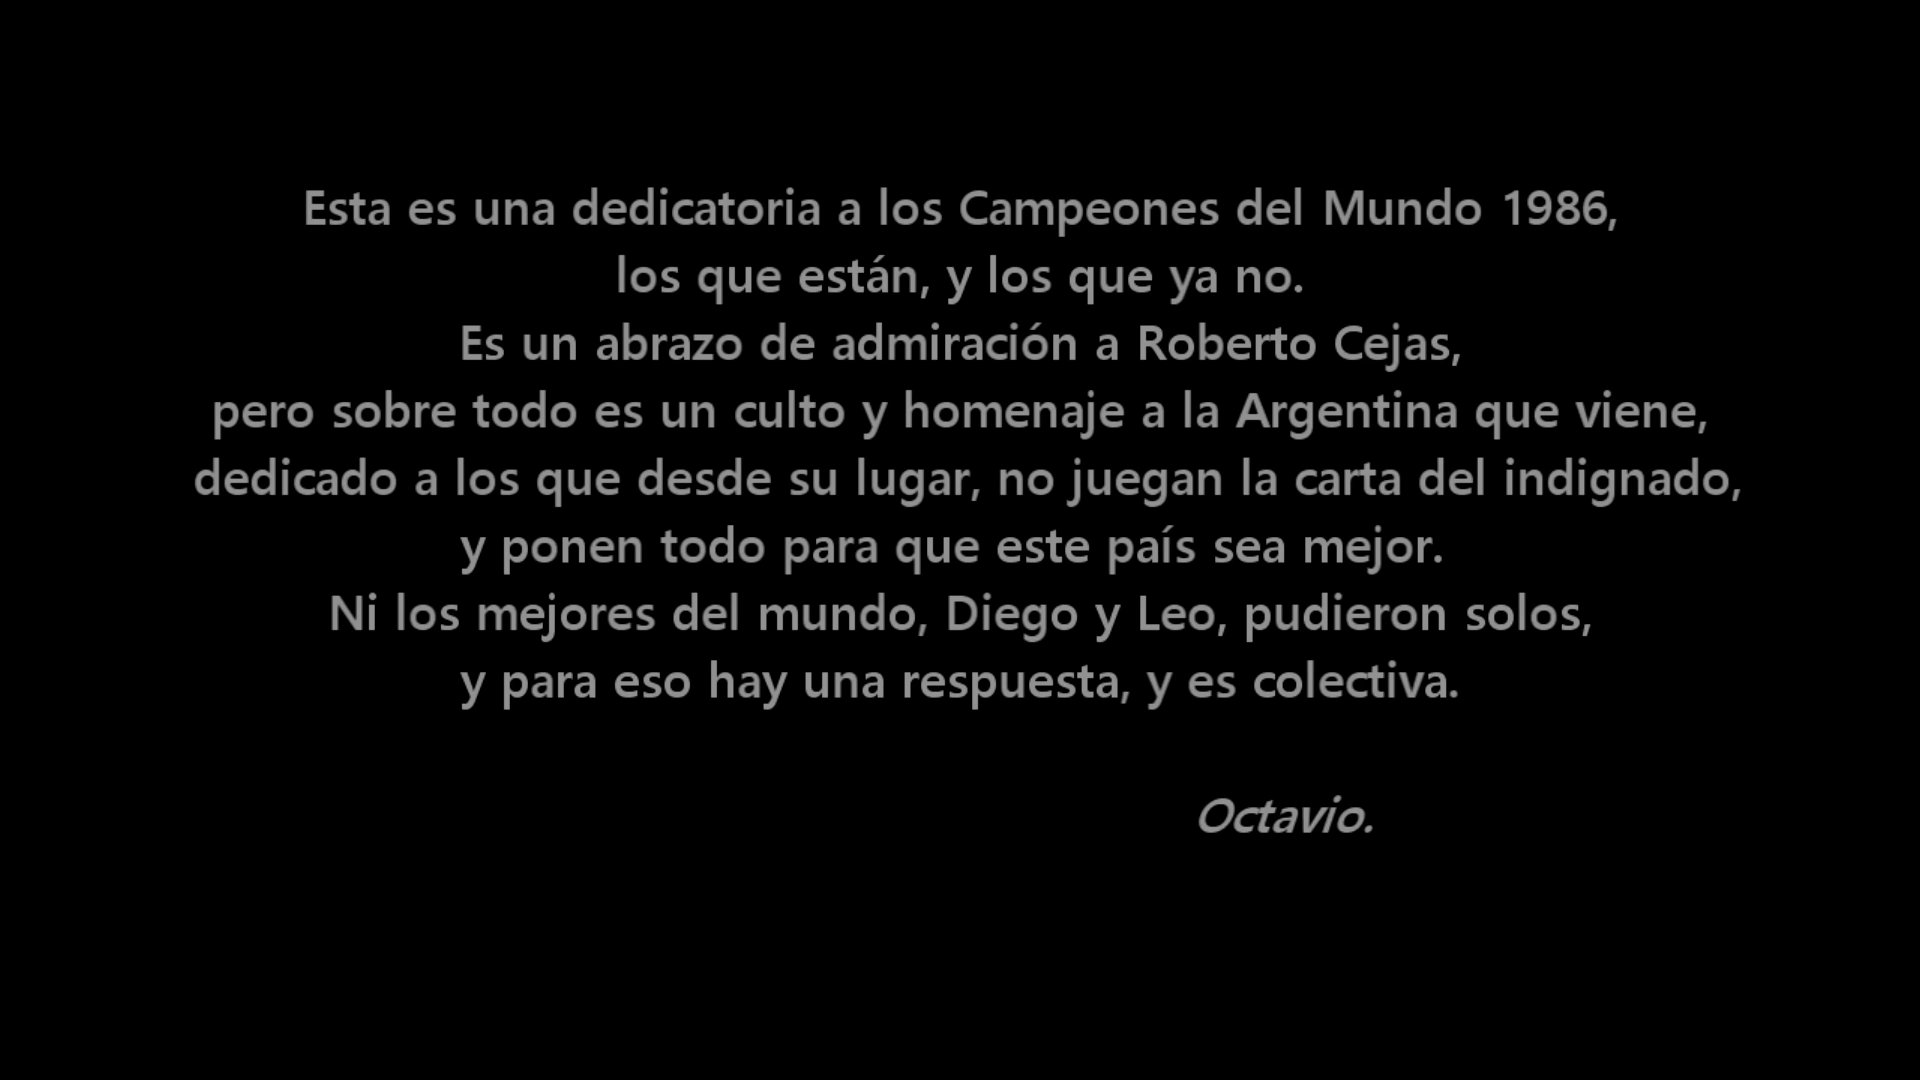 Esta es una dedicatoria a los Campeones del Mundo 1986,
los que están, y los que ya no.
Es un abrazo de admiración a Roberto Cejas,
pero sobre todo es un culto y homenaje a la Argentina que viene,
dedicado a los que desde su lugar, no juegan la carta del indignado,
y ponen todo para que este país sea mejor.
Ni los mejores del mundo, Diego y Leo, pudieron solos,
y para eso hay una respuesta, y es colectiva.
Octavio.